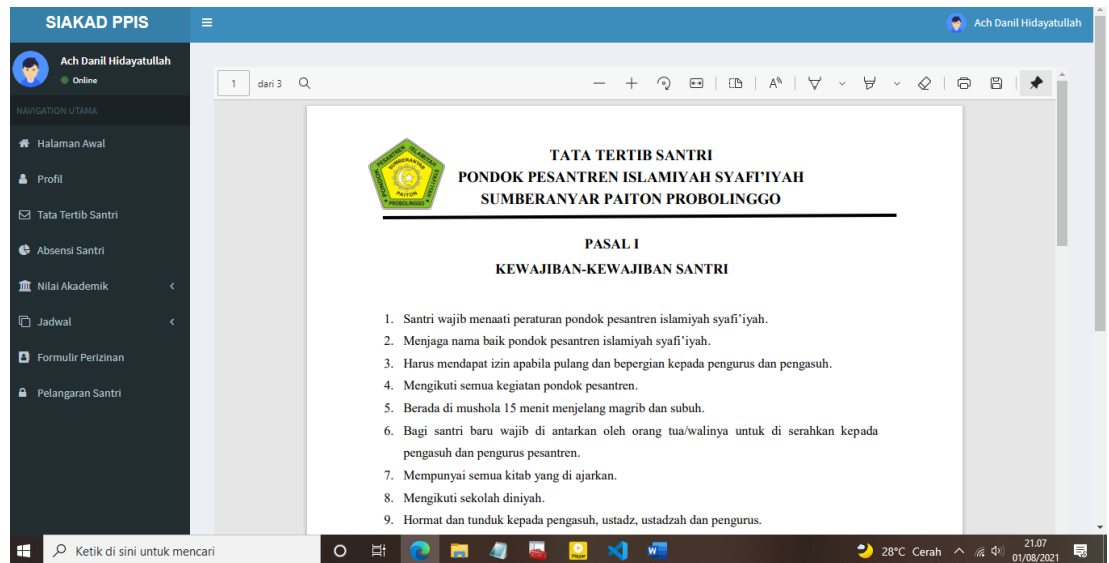 SIAKAD PPIS
Ach Danil Hidayatullah
Ach Danil Hidayatullah
Online
NAVIGATION UTAMA
Halaman Awal
Profil
Tata Tertib Santri
Absensi Santri
Nilai Akademik
Jadwal
Formulir Perizinan
Pelangaran Santri
1 dari 3
SUMBERANYAR
PAITON
PROBOLINGGO
TATA TERTIB SANTRI
PONDOK PESANTREN ISLAMIYAH SYAFI’IYAH
SUMBERANYAR PAITON PROBOLINGGO
PASAL I
KEWAJIBAN-KEWAJIBAN SANTRI
1. Santri wajib menaati peraturan pondok pesantren islamiyah syafi’iyah.
2. Menjaga nama baik pondok pesantren islamiyah syafi’iyah.
3. Harus mendapat izin apabila pulang dan bepergian kepada pengurus dan pengasuh.
4. Mengikuti semua kegiatan pondok pesantren.
5. Berada di mushola 15 menit menjelang magrib dan subuh.
6. Bagi santri baru wajib di antarkan oleh orang tua/walinya untuk di serahkan kepada
pengasuh dan pengurus pesantren.
7. Mempunyai semua kitab yang di ajarkan.
8. Mengikuti sekolah diniyah.
9. Hormat dan tunduk kepada pengasuh, ustadz, ustadzah dan pengurus.
Ketik di sini untuk mencari
28°C Cerah
21.07
01/08/2021